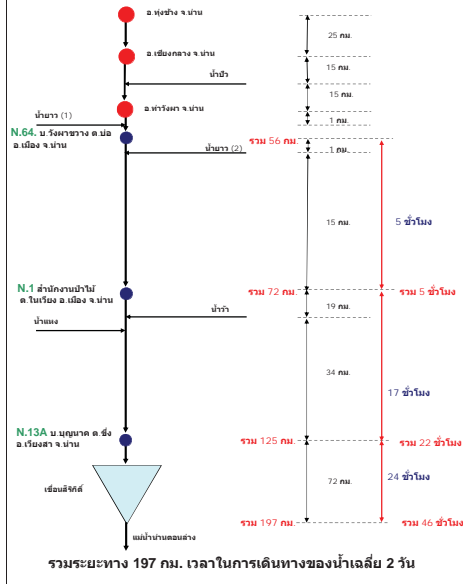 อ.ทุ่งช้าง จ.น่าน
25 กม.
อ.เชียงกลาง จ.น่าน
15 กม.
น้ำปัว
15 กม.
อ.ท่าวังผา จ.น่าน
น้ำยาว (1)
1 กม.
N.64. บ.วังผาขวาง ต.บ่อ
อ.เมือง จ.น่าน
รวม 56 กม.
น้ำยาว (2)
1 กม.
15 กม.
5 ชั่วโมง
N.1 สำนักงานป่าไม้
ต.ในเวียง อ.เมือง จ.น่าน
รวม 72 กม.
รวม 5 ชั่วโมง
19 กม.
น้ำว้า
น้ำแหง
34 กม.
17 ชั่วโมง
N.13A บ.บุญนาค ต.ขึ่ง
อ.เวียงสา จ.น่าน
รวม 125 กม.
รวม 22 ชั่วโมง
เขื่อนสิริกิติ์
72 กม.
24 ชั่วโมง
รวม 197 กม.
รวม 46 ชั่วโมง
แม่น้ำน่านตอนล่าง
รวมระยะทาง 197 กม. เวลาในการเดินทางของน้ำเฉลี่ย 2 วัน